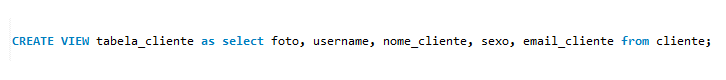 CREATE VIEW tabela_cliente as select foto, username, nome_cliente, sexo, email_cliente from cliente;